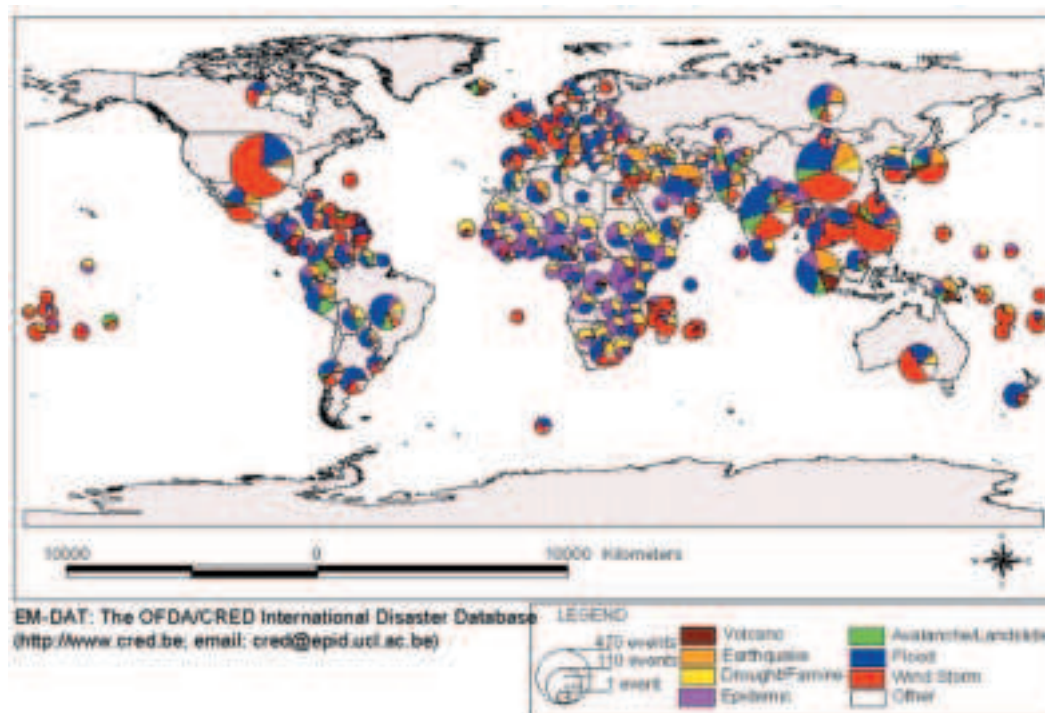 10000 0 10000 Kilometers
EM-DAT: The OFDA/CRED International Disaster Database
(http://www.cred.be; email: cred@epid.ucl.ac.be)
LEGEND
470 events
110 events
1 event
Volcano
Earthquake
Drought/Famine
Epidemic
Avalanche/Landslide
Flood
Wind Storm
Other